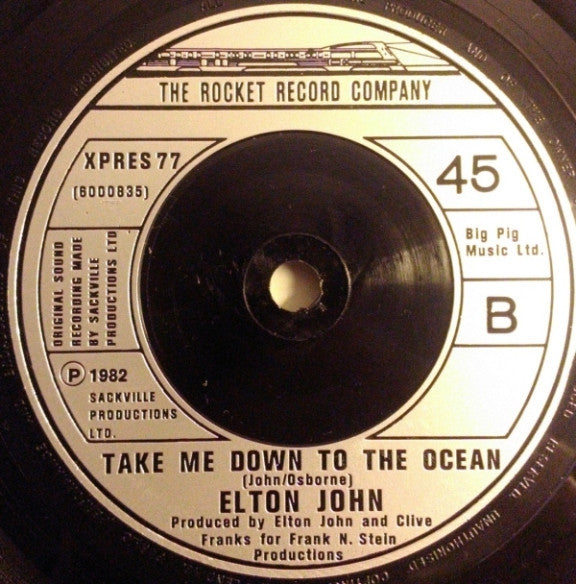 THE ROCKET RECORD COMPANY
XPRES 77
(6000835)
45
ORIGINAL SOUND
RECORDING MADE
BY SACKVILLE
PRODUCTIONS LTD
Big Pig
Music Ltd.
B
P 1982
SACKVILLE
PRODUCTIONS
LTD.
TAKE ME DOWN TO THE OCEAN
(John/Osborne)
ELTON JOHN
Produced by Elton John and Clive
Franks for Frank N. Stein
Productions
RESERVED
UNAUTHORISED